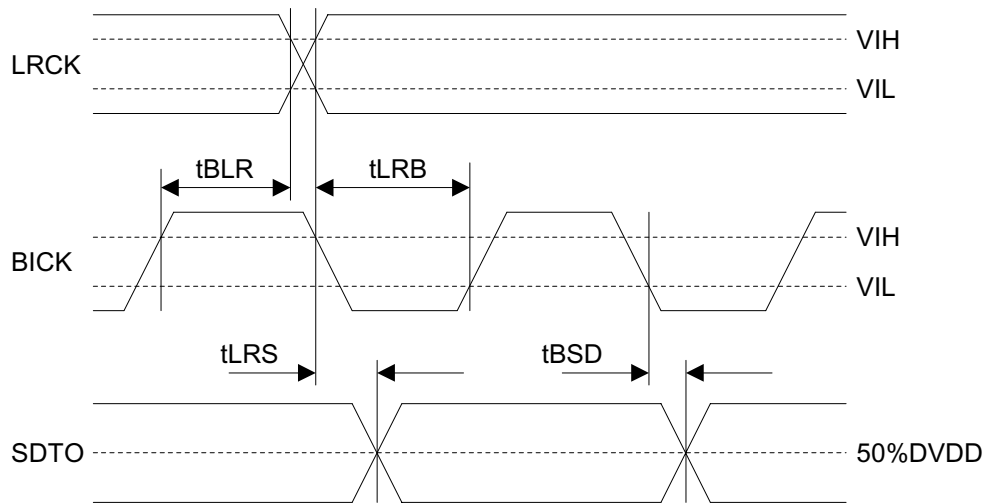 LRCK
VIH
VIL
tBLR
tLRB
BICK
VIH
VIL
tLRS
tBSD
SDTO
50%DVDD